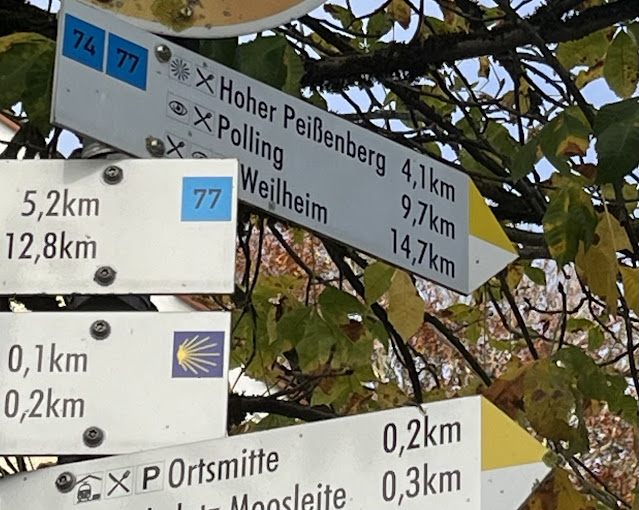 74 77
Hoher Peißenberg 4,1km
Polling 9,7km
Weilheim 14,7km
5,2km 77
12,8km
0,1km
0,2km
P Ortsmitte 0,2km
Moosleite 0,3km